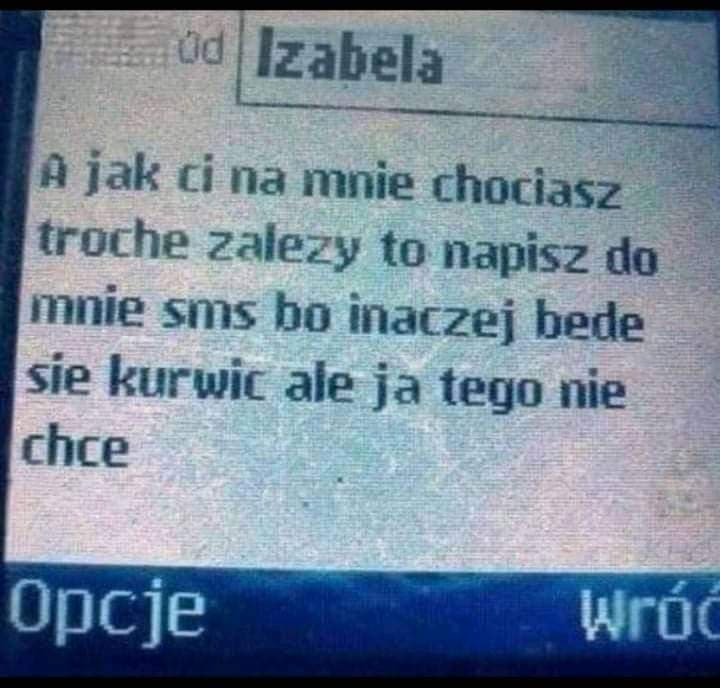 Od Izabela
A jak ci na mnie chociasz
troche zalezy to napisz do
mnie sms bo inaczej bede
sie kurwic ale ja tego nie
chce
Opcje Wróć